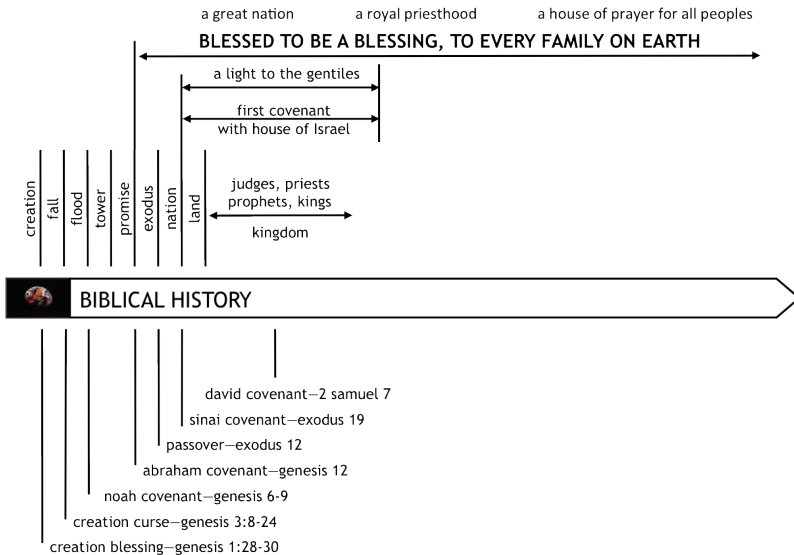 a great nation
a royal priesthood
a house of prayer for all peoples
BLESSED TO BE A BLESSING, TO EVERY FAMILY ON EARTH
a light to the gentiles
first covenant
with house of Israel
creation
fall
flood
tower
promise
exodus
nation
land
judges, priests
prophets, kings
kingdom
BIBLICAL HISTORY
david covenant—2 samuel 7
sinai covenant—exodus 19
passover—exodus 12
abraham covenant—genesis 12
noah covenant—genesis 6-9
creation curse—genesis 3:8-24
creation blessing—genesis 1:28-30